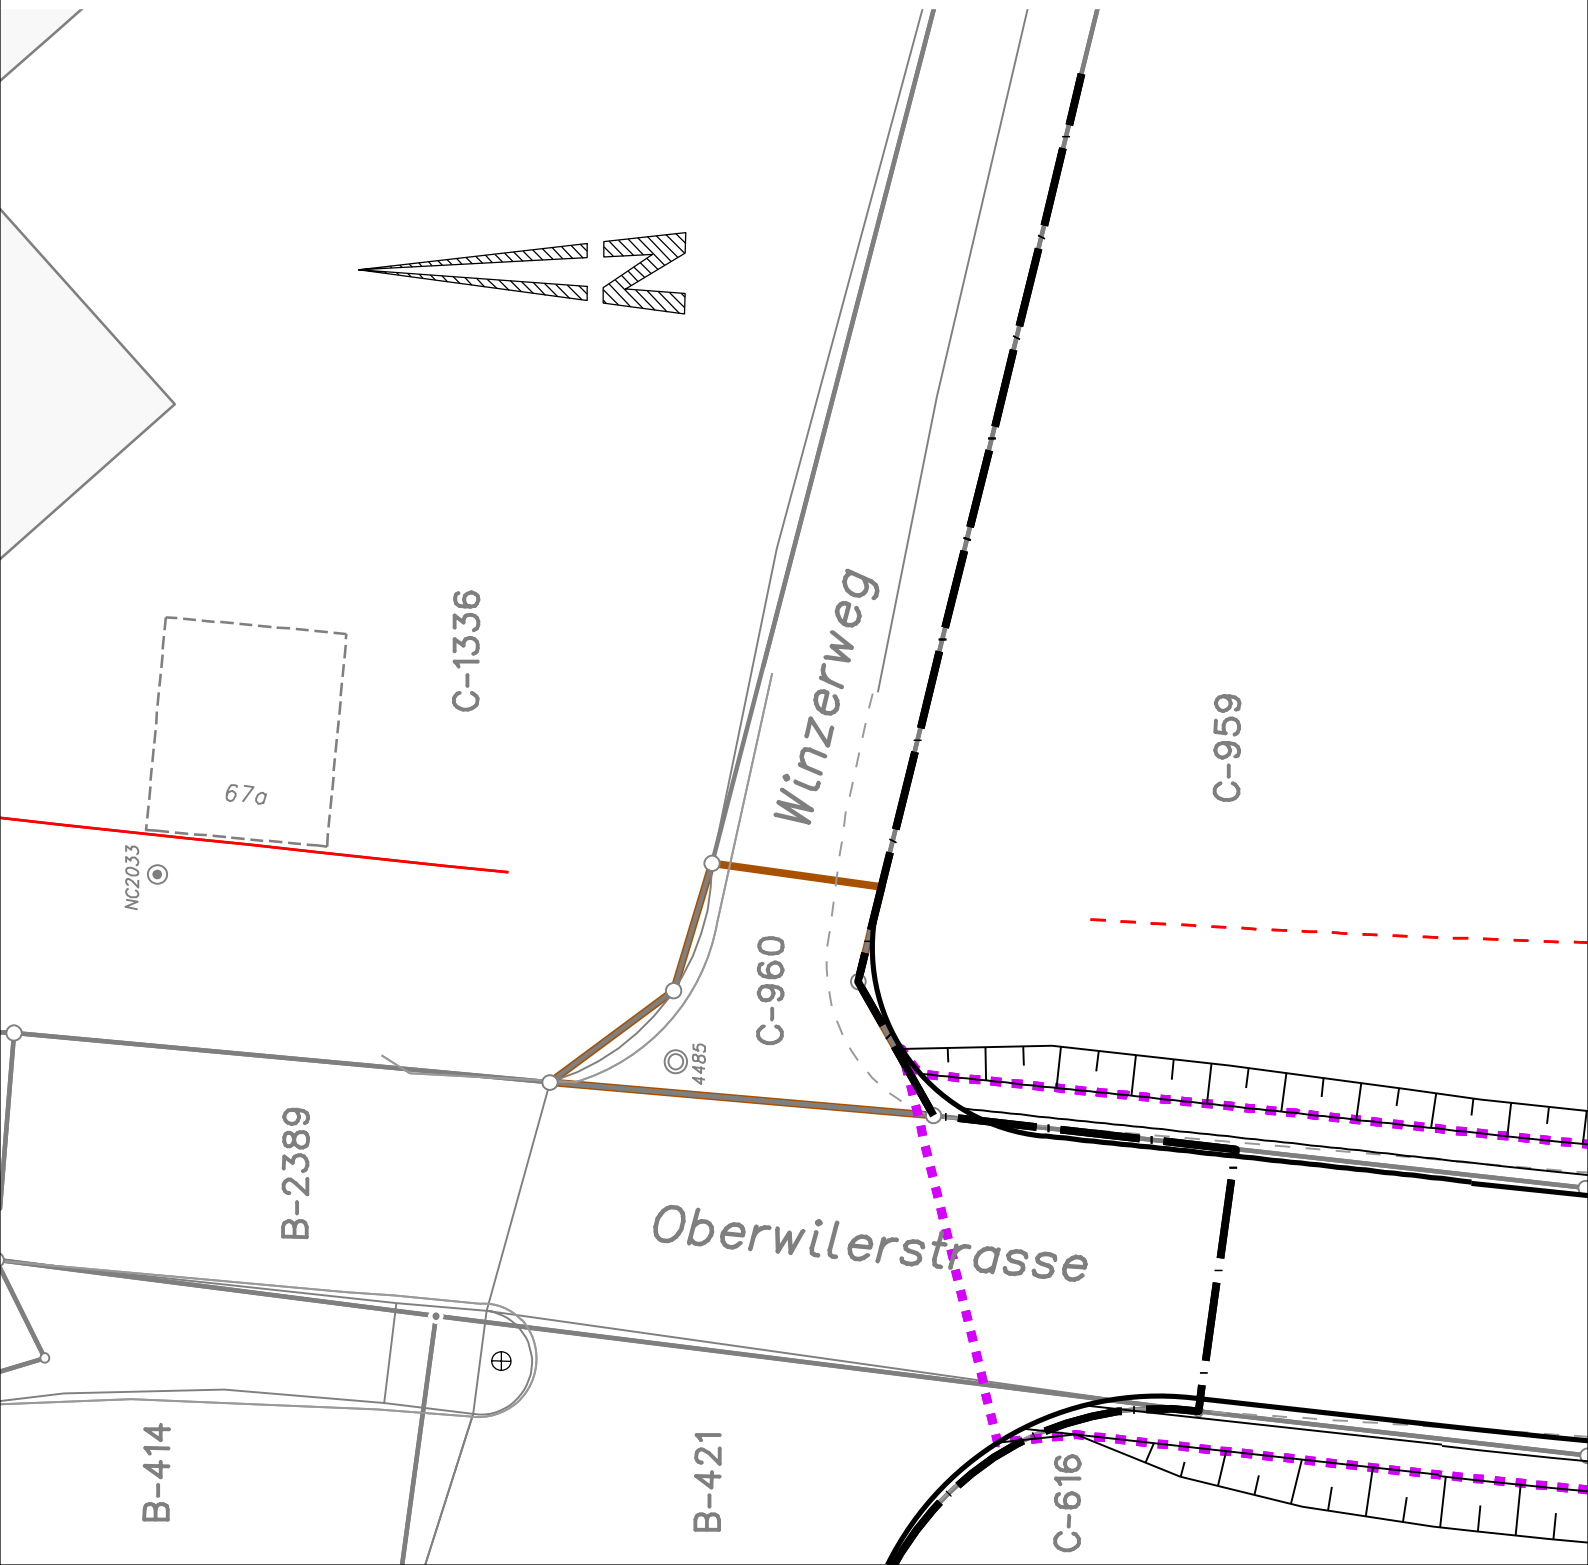 N
C-1336
Winzerweg
C-959
67a
NC2033
C-960
4485
B-2389
Oberwilerstrasse
B-414
B-421
C-616